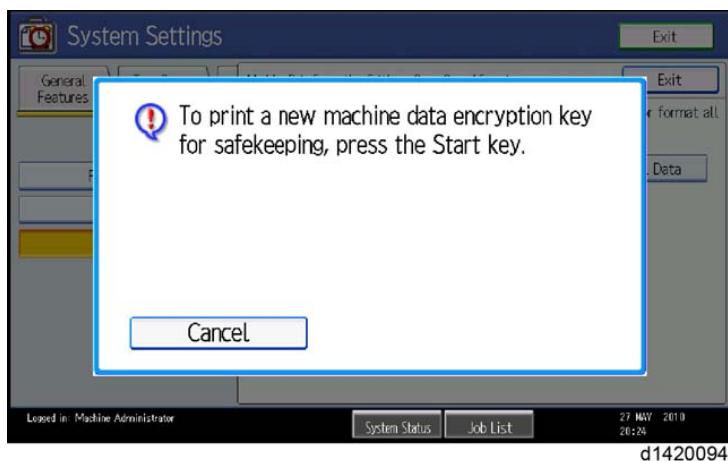 System Settings
Exit
General
Features
Exit
format all
Data
To print a new machine data encryption key
for safekeeping, press the Start key.
Cancel
Logged in: Machine Administrator
System Status
Job List
27 MAY 2010
20:24
d1420094